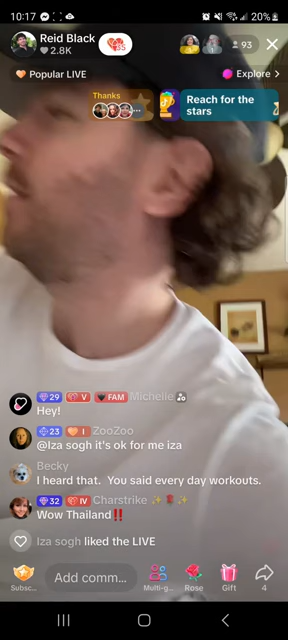 10:17
20%
Reid Black
2.8K
35
93
Popular LIVE
Explore >
Thanks
Reach for the
stars
29 V FAM Michelle
Hey!
23 I ZooZoo
@Iza sogh it's ok for me iza
Becky
I heard that. You said every day workouts.
32 IV Charstrike ✨🌹✨
Wow Thailand‼️
Iza sogh liked the LIVE
Subsc...
Add comm...
Multi-g...
Rose
Gift
4